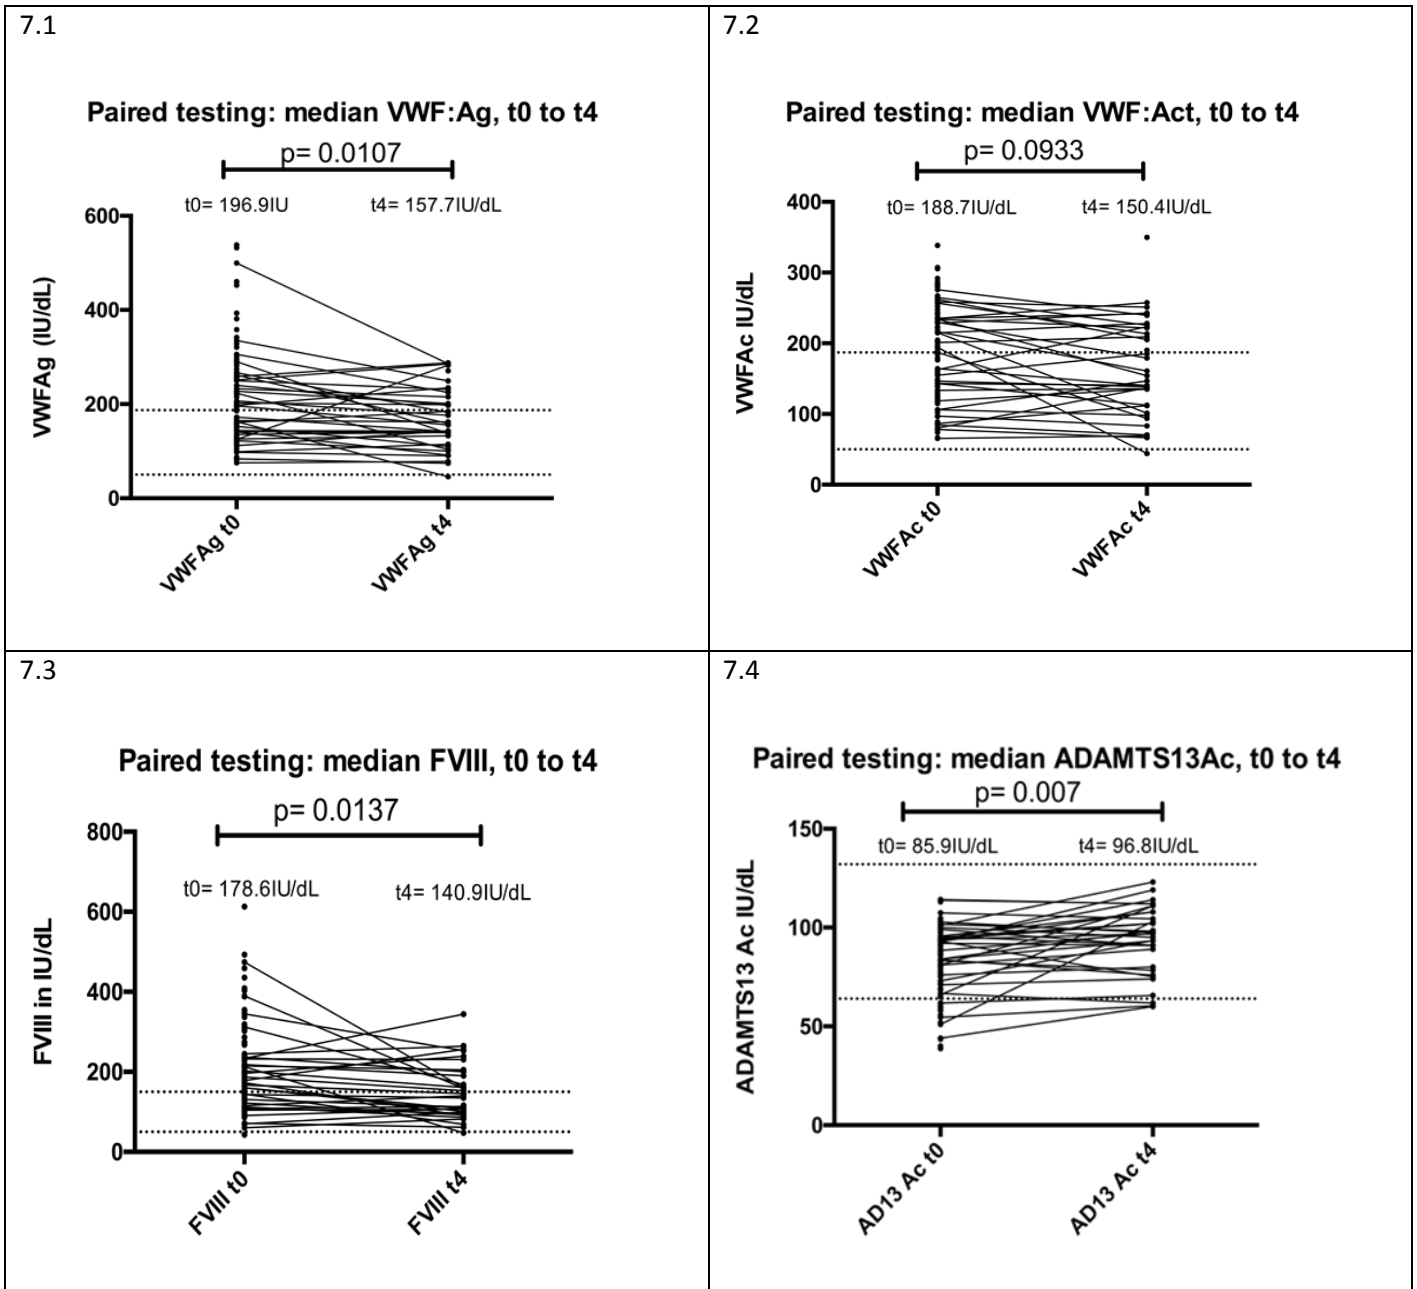 7.1
Paired testing: median VWF:Ag, t0 to t4
p= 0.0107
t0= 196.9IU
t4= 157.7IU/dL
VWFAg (IU/dL)
600
400
200
0
VWFAg t0
VWFAg t4
7.2
Paired testing: median VWF:Act, t0 to t4
p= 0.0933
t0= 188.7IU/dL
t4= 150.4IU/dL
VWFAc IU/dL
400
300
200
100
0
VWFAc t0
VWFAc t4
7.3
Paired testing: median FVIII, t0 to t4
p= 0.0137
t0= 178.6IU/dL
t4= 140.9IU/dL
FVIII in IU/dL
800
600
400
200
0
FVIII t0
FVIII t4
7.4
Paired testing: median ADAMTS13Ac, t0 to t4
p= 0.007
t0= 85.9IU/dL
t4= 96.8IU/dL
ADAMTS13 Ac IU/dL
150
100
50
0
AD13 Ac t0
AD13 Ac t4